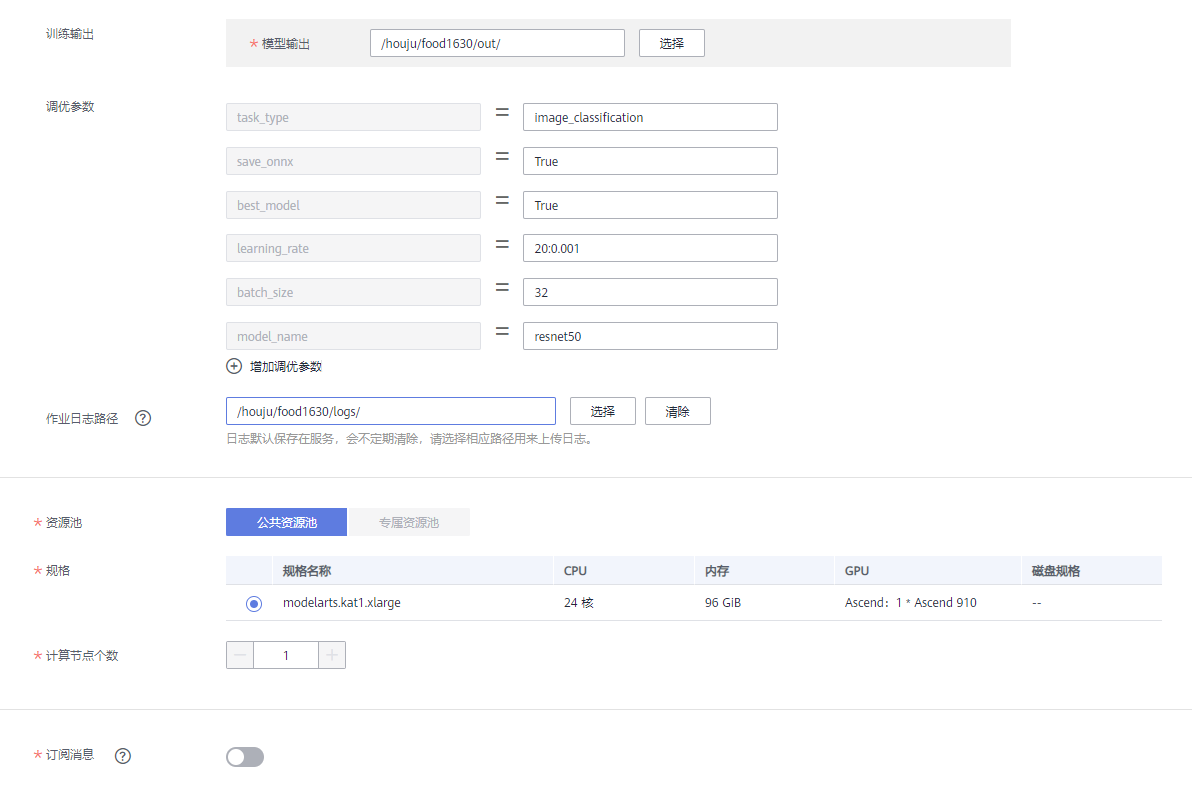 训练输出
* 模型输出 /houju/food1630/out/ 选择
调优参数
task_type = image_classification
save_onnx = True
best_model = True
learning_rate = 20:0.001
batch_size = 32
model_name = resnet50
增加调优参数
作业日志路径 ? /houju/food1630/logs/ 选择 清除
日志默认保存在服务，会不定期清除，请选择相应路径用来上传日志。
* 资源池 公共资源池 专属资源池
* 规格 规格名称 CPU 内存 GPU 磁盘规格
modelarts.kat1.xlarge 24 核 96 GiB Ascend：1 * Ascend 910 --
* 计算节点个数 1
* 订阅消息 ?